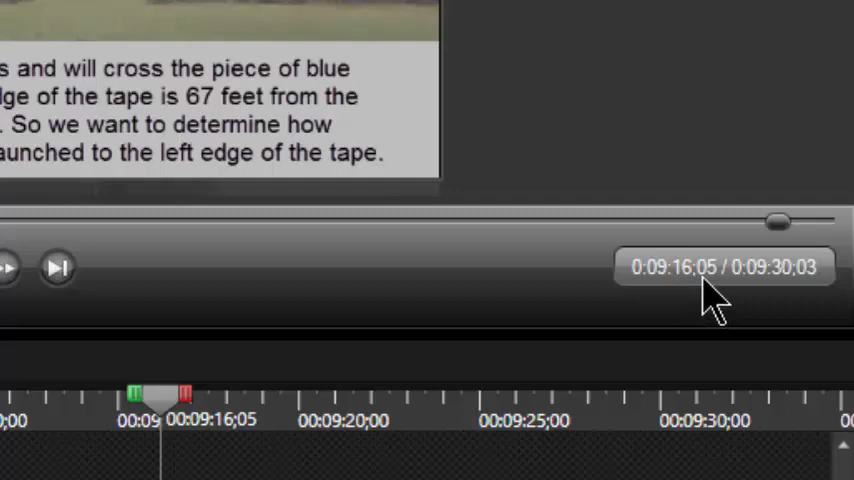 s and will cross the piece of blue
dge of the tape is 67 feet from the
. So we want to determine how
aunched to the left edge of the tape.
0:09:16;05 / 0:09:30;03
0;00 00:09 00:09:16;05 00:09:20;00 00:09:25;00 00:09:30;00 00